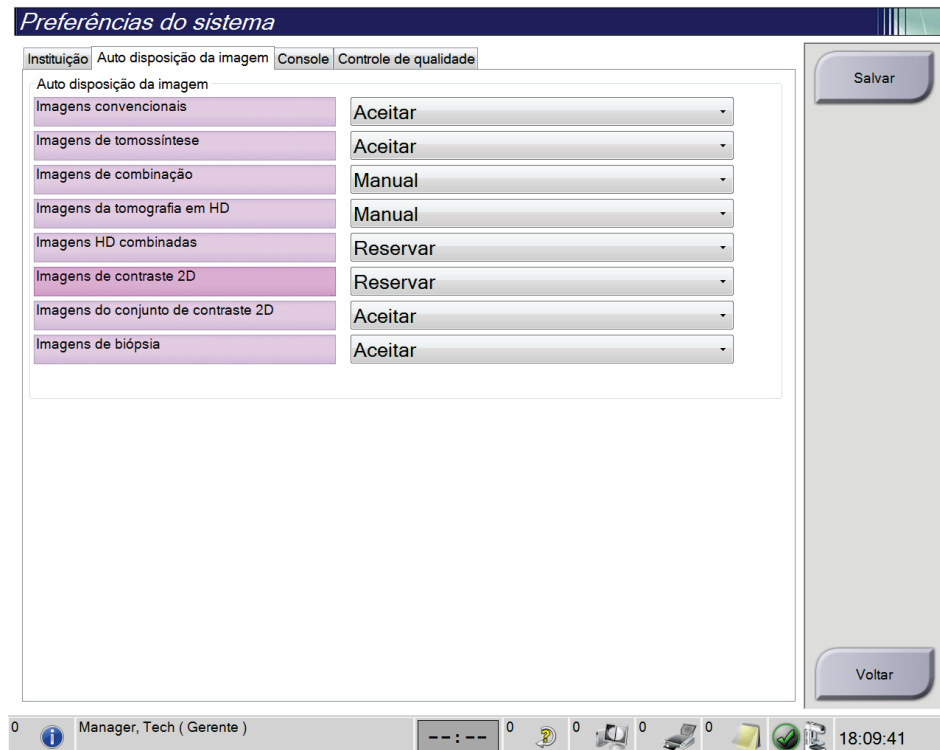 Preferências do sistema
Instituição Auto disposição da imagem Console Controle de qualidade
Salvar
Auto disposição da imagem
Imagens convencionais Aceitar
Imagens de tomossíntese Aceitar
Imagens de combinação Manual
Imagens da tomografia em HD Manual
Imagens HD combinadas Reservar
Imagens de contraste 2D Reservar
Imagens do conjunto de contraste 2D Aceitar
Imagens de biópsia Aceitar
Voltar
0 Manager, Tech ( Gerente ) --:-- 0 0 0 0 18:09:41